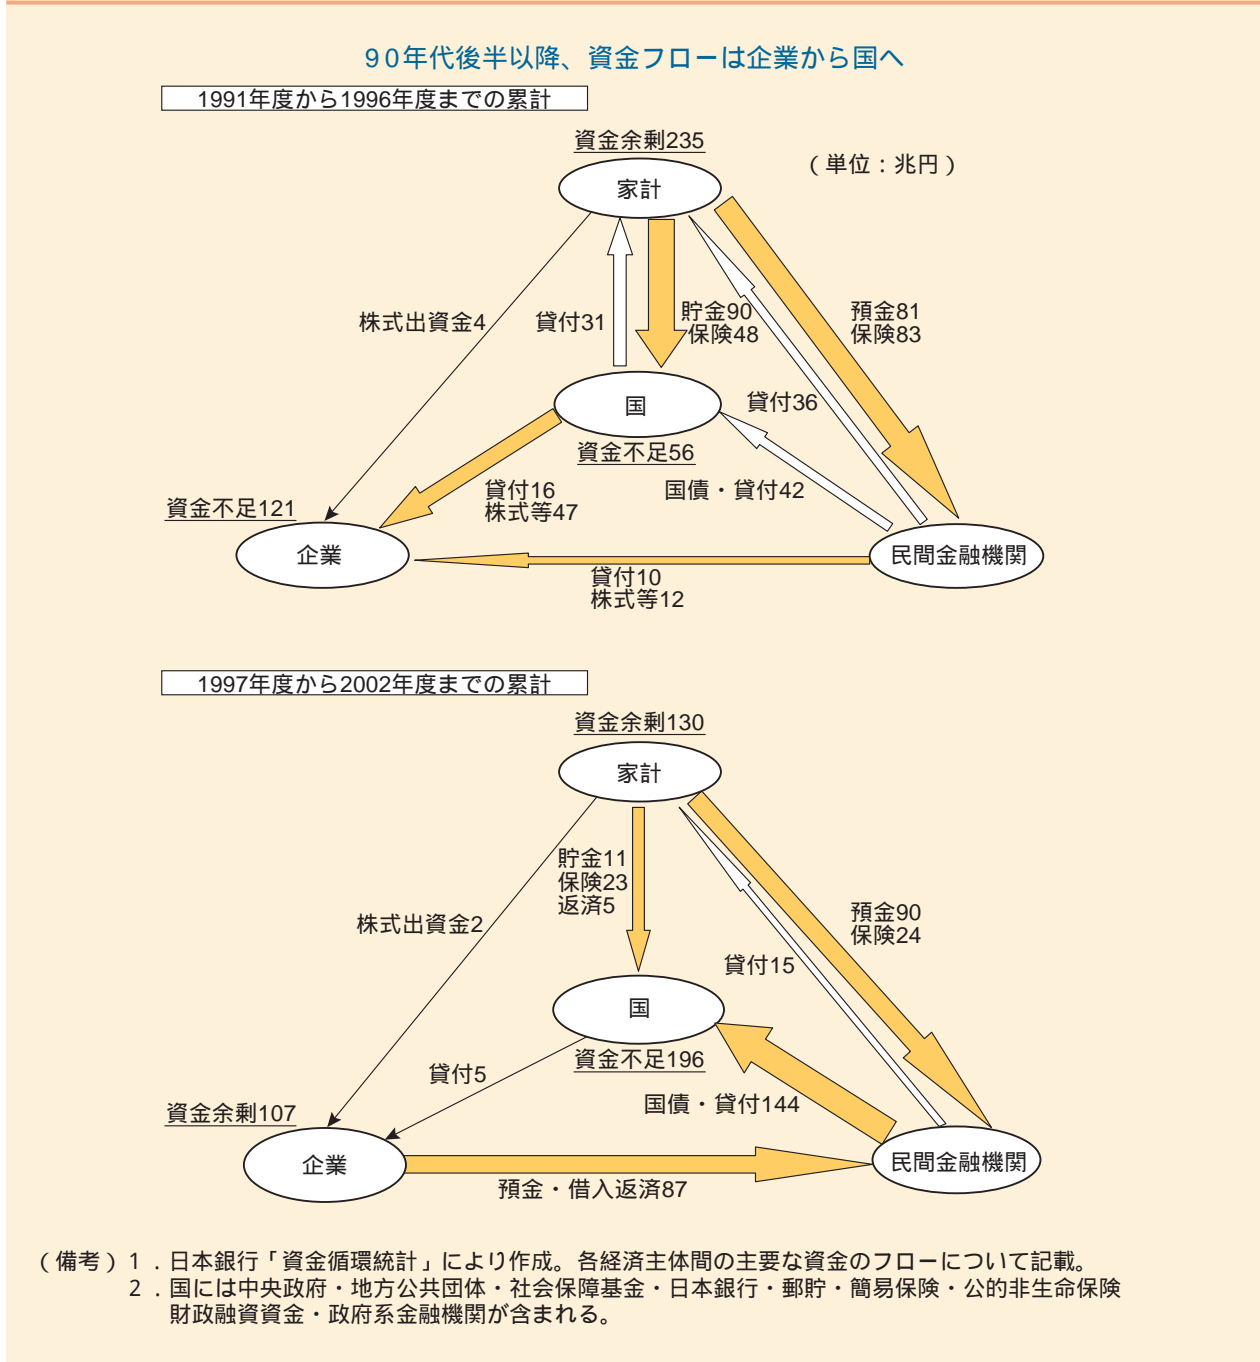 90年代後半以降、資金フローは企業から国へ
1991年度から1996年度までの累計
資金余剰235
（単位：兆円）
家計
株式出資金4
貸付31
貯金90
保険48
預金81
保険83
国
貸付36
資金不足56
貸付16
株式等47
国債・貸付42
資金不足121
企業
民間金融機関
貸付10
株式等12
1997年度から2002年度までの累計
資金余剰130
家計
貯金11
保険23
返済5
株式出資金2
預金90
保険24
貸付15
国
資金不足196
貸付5
国債・貸付144
資金余剰107
企業
民間金融機関
預金・借入返済87
（備考）1．日本銀行「資金循環統計」により作成。各経済主体間の主要な資金のフローについて記載。
2．国には中央政府・地方公共団体・社会保障基金・日本銀行・郵貯・簡易保険・公的非生命保険
財政融資資金・政府系金融機関が含まれる。